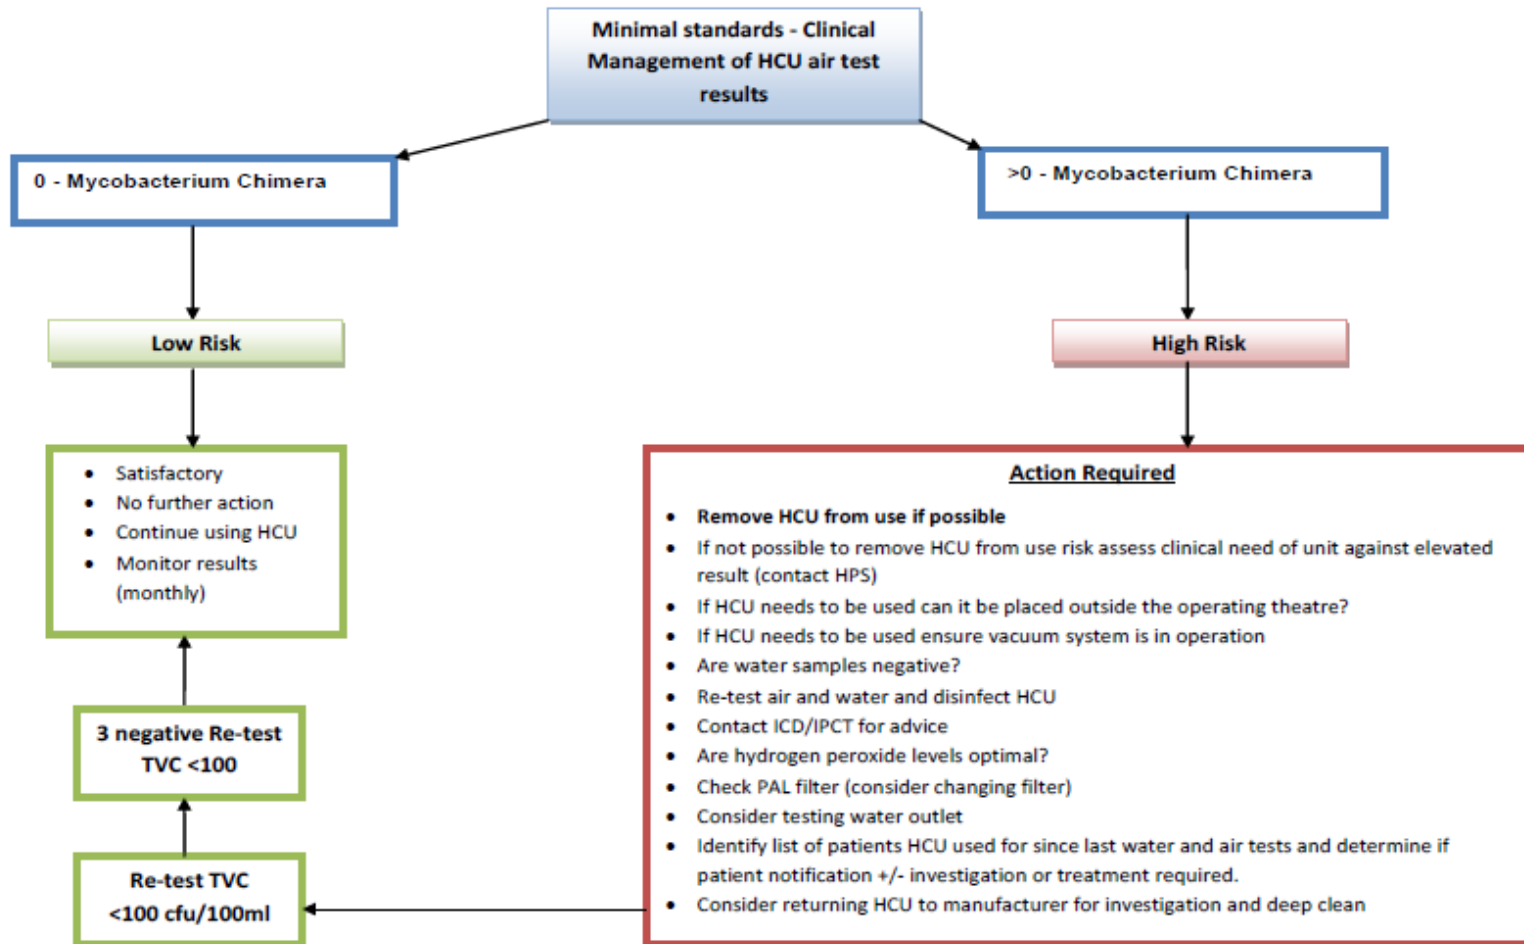 Minimal standards - Clinical
Management of HCU air test
results
0 - Mycobacterium Chimera
>0 - Mycobacterium Chimera
Low Risk
High Risk
• Satisfactory
• No further action
• Continue using HCU
• Monitor results
(monthly)
3 negative Re-test
TVC <100
Re-test TVC
<100 cfu/100ml
Action Required
• Remove HCU from use if possible
• If not possible to remove HCU from use risk assess clinical need of unit against elevated
result (contact HPS)
• If HCU needs to be used can it be placed outside the operating theatre?
• If HCU needs to be used ensure vacuum system is in operation
• Are water samples negative?
• Re-test air and water and disinfect HCU
• Contact ICD/IPCT for advice
• Are hydrogen peroxide levels optimal?
• Check PAL filter (consider changing filter)
• Consider testing water outlet
• Identify list of patients HCU used for since last water and air tests and determine if
patient notification +/- investigation or treatment required.
• Consider returning HCU to manufacturer for investigation and deep clean